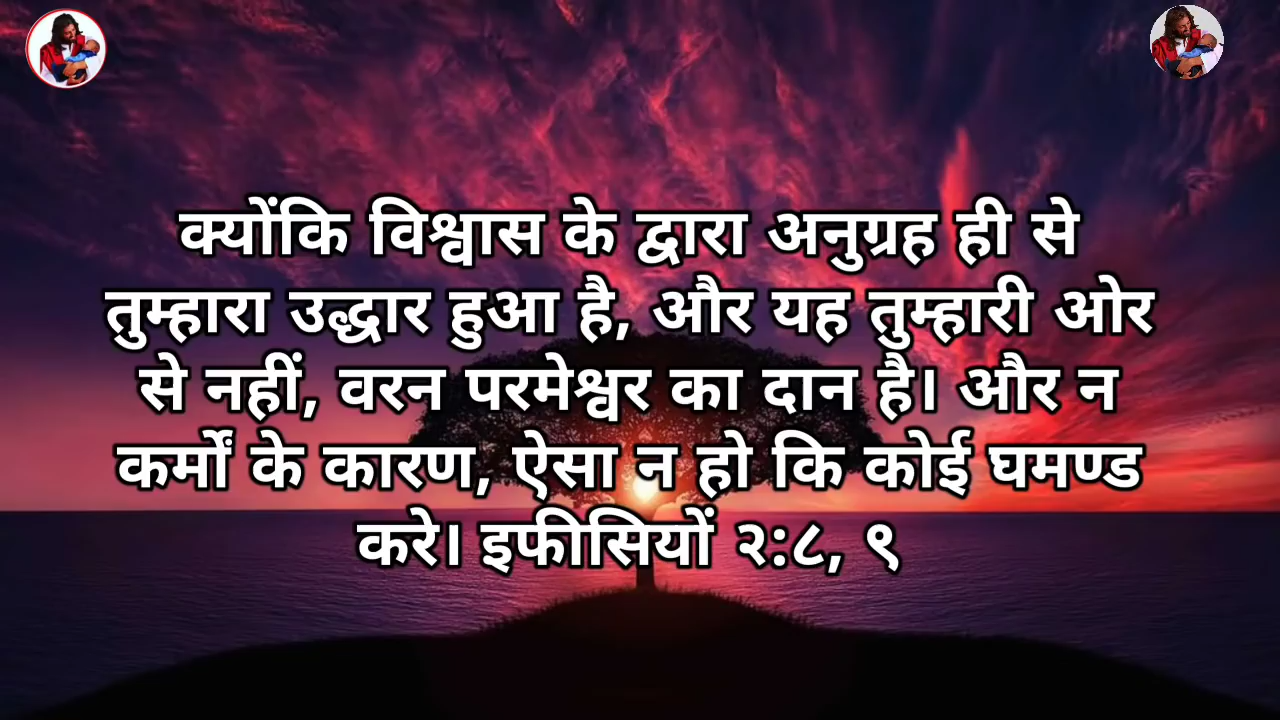 क्योंकि विश्वास के द्वारा अनुग्रह ही से
तुम्हारा उद्धार हुआ है, और यह तुम्हारी ओर
से नहीं, वरन परमेश्वर का दान है। और न
कर्मों के कारण, ऐसा न हो कि कोई घमण्ड
करे। इफीसियों २:८, ९